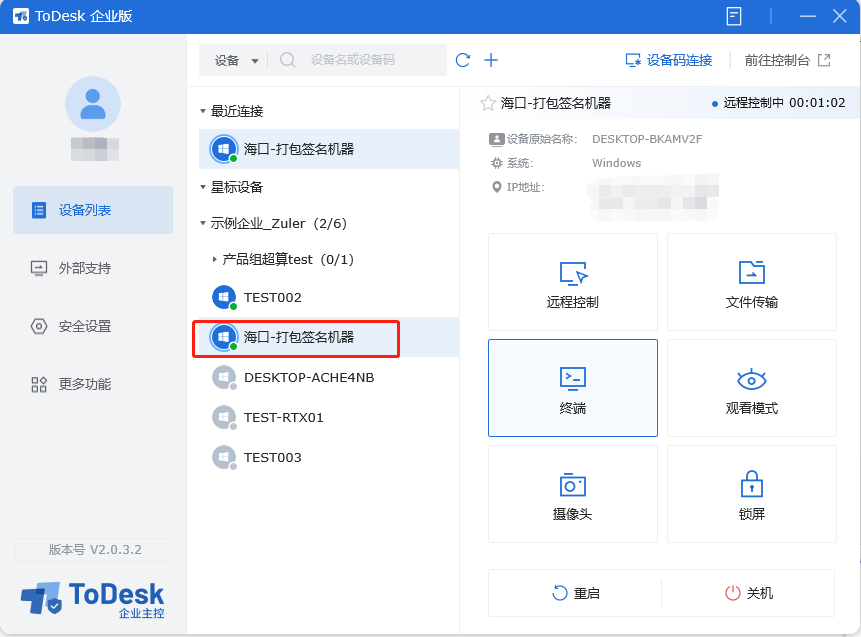 ToDesk 企业版
设备 设备名或设备码
设备码连接 前往控制台
最近连接
海口-打包签名机器
星标设备
示例企业_Zuler（2/6）
产品组超算test（0/1）
TEST002
海口-打包签名机器
DESKTOP-ACHE4NB
TEST-RTX01
TEST003
设备列表
外部支持
安全设置
更多功能
版本号 V2.0.3.2
ToDesk
企业主控
海口-打包签名机器 远程控制中 00:01:02
设备原始名称: DESKTOP-BKAMV2F
系统: Windows
IP地址:
远程控制 文件传输
终端 观看模式
摄像头 锁屏
重启 关机